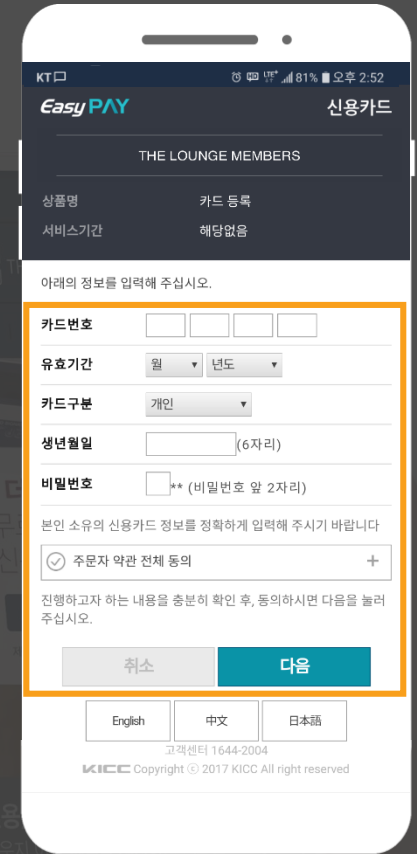 KT 81% 오후 2:52
Easy PAY 신용카드
THE LOUNGE MEMBERS
상품명 카드 등록
서비스기간 해당없음
아래의 정보를 입력해 주십시오.
카드번호
유효기간 월 년도
카드구분 개인
생년월일 (6자리)
비밀번호 ** (비밀번호 앞 2자리)
본인 소유의 신용카드 정보를 정확하게 입력해 주시기 바랍니다
주문자 약관 전체 동의 +
진행하고자 하는 내용을 충분히 확인 후, 동의하시면 다음을 눌러
주십시오.
취소 다음
English 中文 日本語
고객센터 1644-2004
KICC Copyright ⓒ 2017 KICC All right reserved